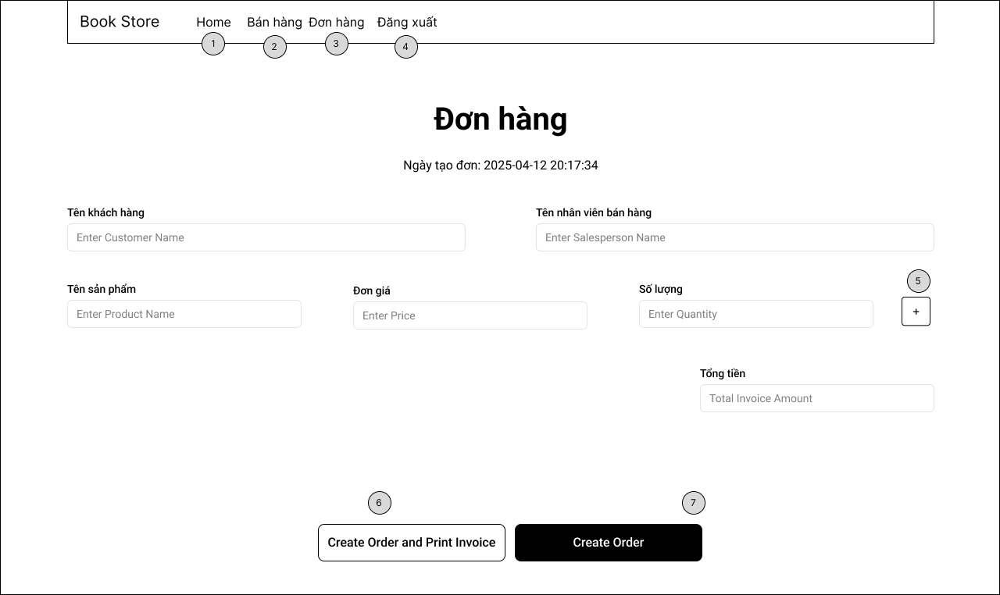 Book Store Home Bán hàng Đơn hàng Đăng xuất
1 2 3 4
Đơn hàng
Ngày tạo đơn: 2025-04-12 20:17:34
Tên khách hàng Tên nhân viên bán hàng
Enter Customer Name Enter Salesperson Name
5
Tên sản phẩm Đơn giá Số lượng
Enter Product Name Enter Price Enter Quantity +
Tổng tiền
Total Invoice Amount
6 7
Create Order and Print Invoice Create Order